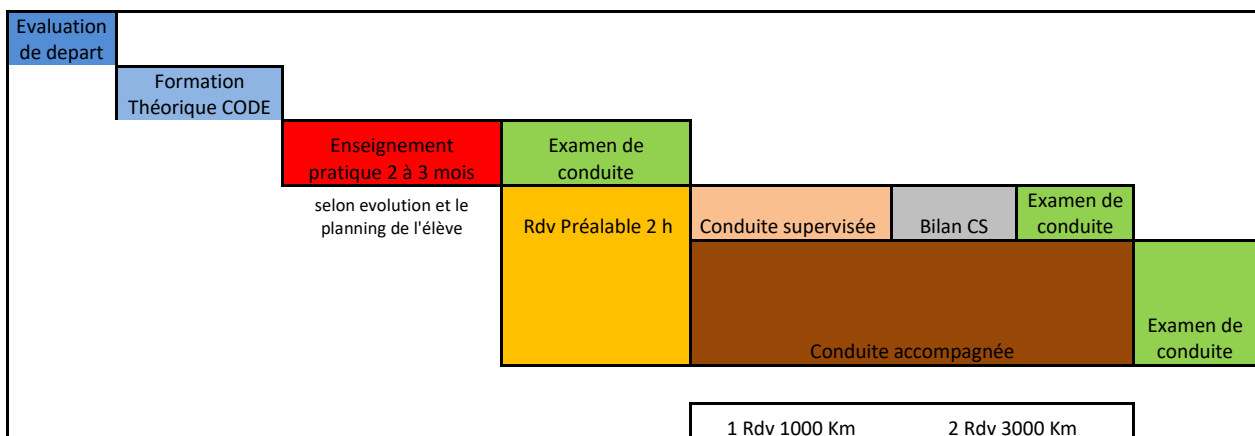 Evaluation
de depart
Formation
Théorique CODE
Enseignement
pratique 2 à 3 mois
Examen de
conduite
selon evolution et le
planning de l'élève
Rdv Préalable 2 h
Conduite supervisée
Bilan CS
Examen de
conduite
Conduite accompagnée
Examen de
conduite
1 Rdv 1000 Km
2 Rdv 3000 Km